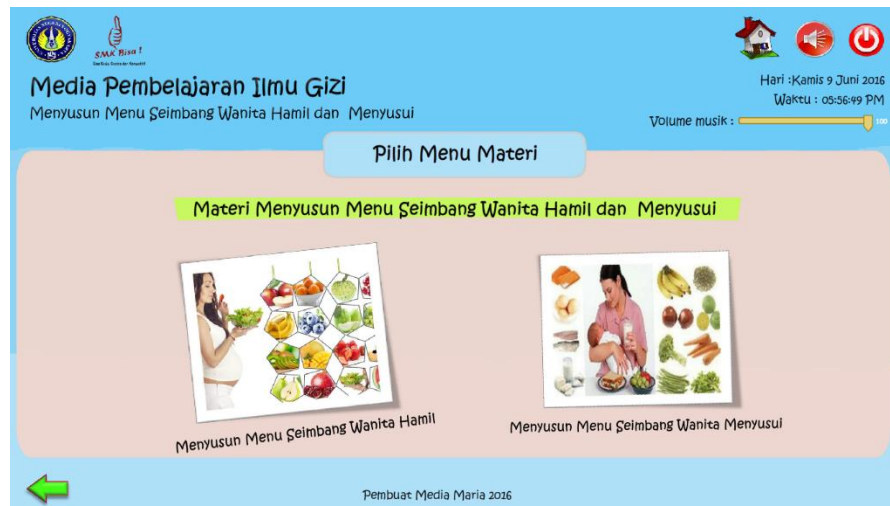 SMK Bisa !
Media Pembelajaran Ilmu Gizi
Menyusun Menu Seimbang Wanita Hamil dan Menyusui
Hari :Kamis 9 Juni 2016
Waktu : 05:56:49 PM
Volume musik :
100
Pilih Menu Materi
Materi Menyusun Menu Seimbang Wanita Hamil dan Menyusui
Menyusun Menu Seimbang Wanita Hamil
Menyusun Menu Seimbang Wanita Menyusui
Pembuat Media Maria 2016